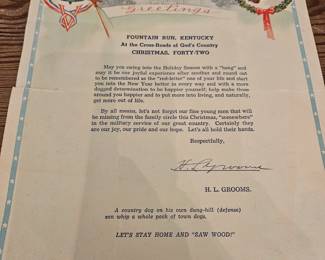 Greetings
FOUNTAIN RUN, KENTUCKY
At the Cross-Roads of God's Country
CHRISTMAS, FORTY-TWO
May you swing into the Holiday Season with a "bang" and
may it be one joyful experience after another and round out
to be remembered as the "red-letter" one of your life and start
you into the New Year better in every way and with a more
dogged determination to be happier yourself; help make those
around you happier and to put more into living, and naturally,
get more out of life.
By all means, let's not forget our fine young men that will
be missing from the family circle this Christmas, "somewhere"
in the military service of our great country. Certainly they
are our joy, our pride and our hope. Let's all hold their hands.
Respectfully,
H L Grooms
H. L. GROOMS.
A country dog on his own dung-hill (defense)
can whip a whole pack of town dogs.
LET'S STAY HOME AND "SAW WOOD!"